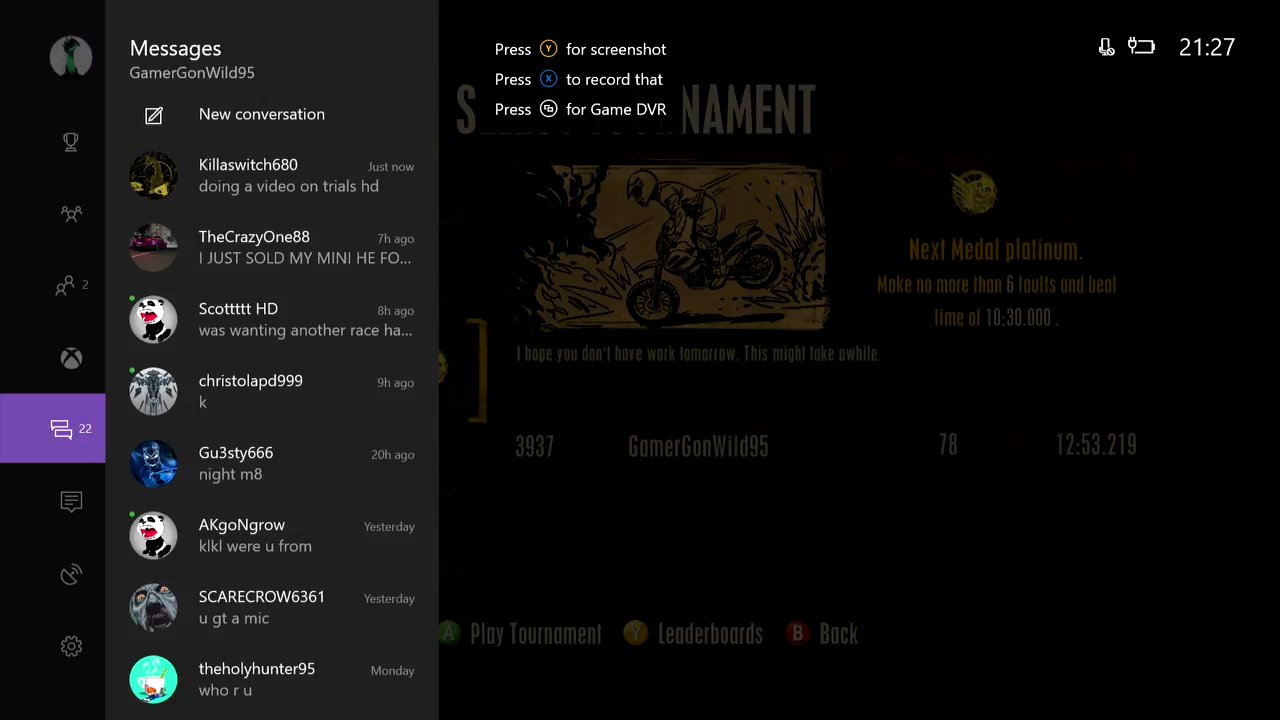 Messages
GamerGonWild95
New conversation
Killaswitch680 Just now
doing a video on trials hd
TheCrazyOne88 7h ago
I JUST SOLD MY MINI HE FO...
Scottttt HD 8h ago
was wanting another race ha...
christolapd999 9h ago
k
Gu3sty666 20h ago
night m8
AKgoNgrow Yesterday
klkl were u from
SCARECROW6361 Yesterday
u gt a mic
theholyhunter95 Monday
who r u
2
22
Press Y for screenshot
Press X to record that
Press for Game DVR
21:27
Next Medal platinum.
Make no more than 6 faults and beat
time of 10:30.000 .
I hope you don't have work tomorrow. This might take awhile.
3937 GamerGonWild95 78 12:53.219
A Play Tournament Y Leaderboards B Back